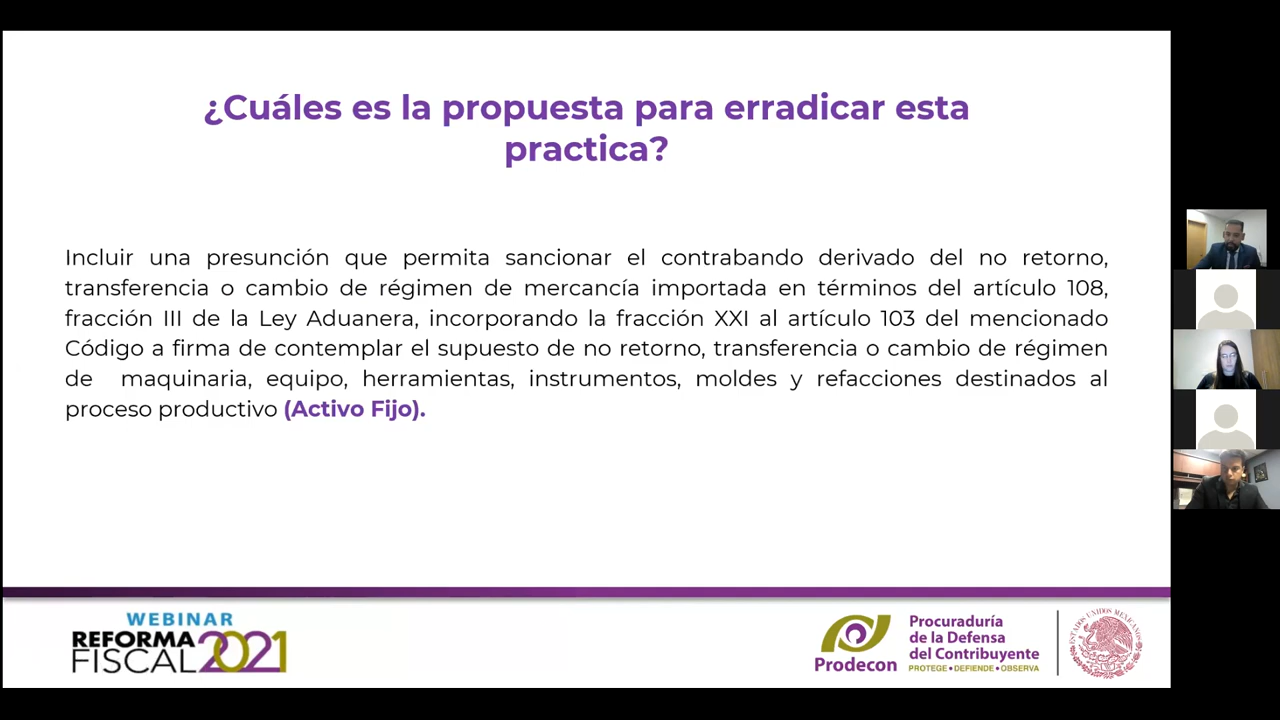 ¿Cuáles es la propuesta para erradicar esta
practica?
Incluir una presunción que permita sancionar el contrabando derivado del no retorno,
transferencia o cambio de régimen de mercancía importada en términos del artículo 108,
fracción III de la Ley Aduanera, incorporando la fracción XXI al artículo 103 del mencionado
Código a firma de contemplar el supuesto de no retorno, transferencia o cambio de régimen
de maquinaria, equipo, herramientas, instrumentos, moldes y refacciones destinados al
proceso productivo (Activo Fijo).
WEBINAR
REFORMA
FISCAL 2021
Prodecon
Procuraduría
de la Defensa
del Contribuyente
PROTEGE • DEFIENDE • OBSERVA
ESTADOS UNIDOS MEXICANOS